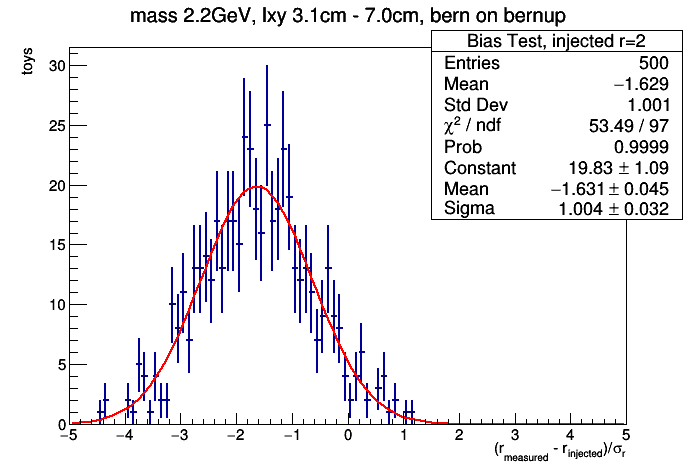 mass 2.2GeV, lxy 3.1cm - 7.0cm, bern on bernup
Bias Test, injected r=2
Entries 500
Mean −1.629
Std Dev 1.001
χ² / ndf 53.49 / 97
Prob 0.9999
Constant 19.83 ± 1.09
Mean −1.631 ± 0.045
Sigma 1.004 ± 0.032
toys
30
25
20
15
10
5
0
−5 −4 −3 −2 −1 0 1 2 3 4 5
(r_measured - r_injected)/σ_r